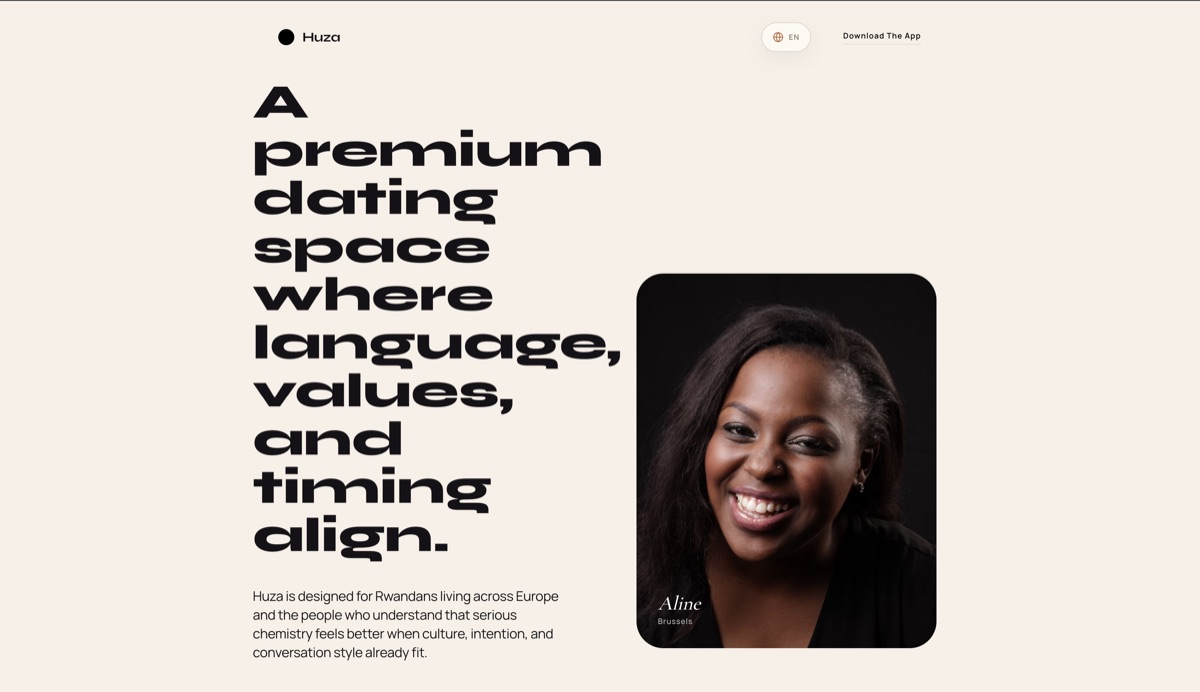 Huza
EN
Download The App
A
premium
dating
space
where
language,
values,
and
timing
align.
Huza is designed for Rwandans living across Europe
and the people who understand that serious
chemistry feels better when culture, intention, and
conversation style already fit.
Aline
Brussels